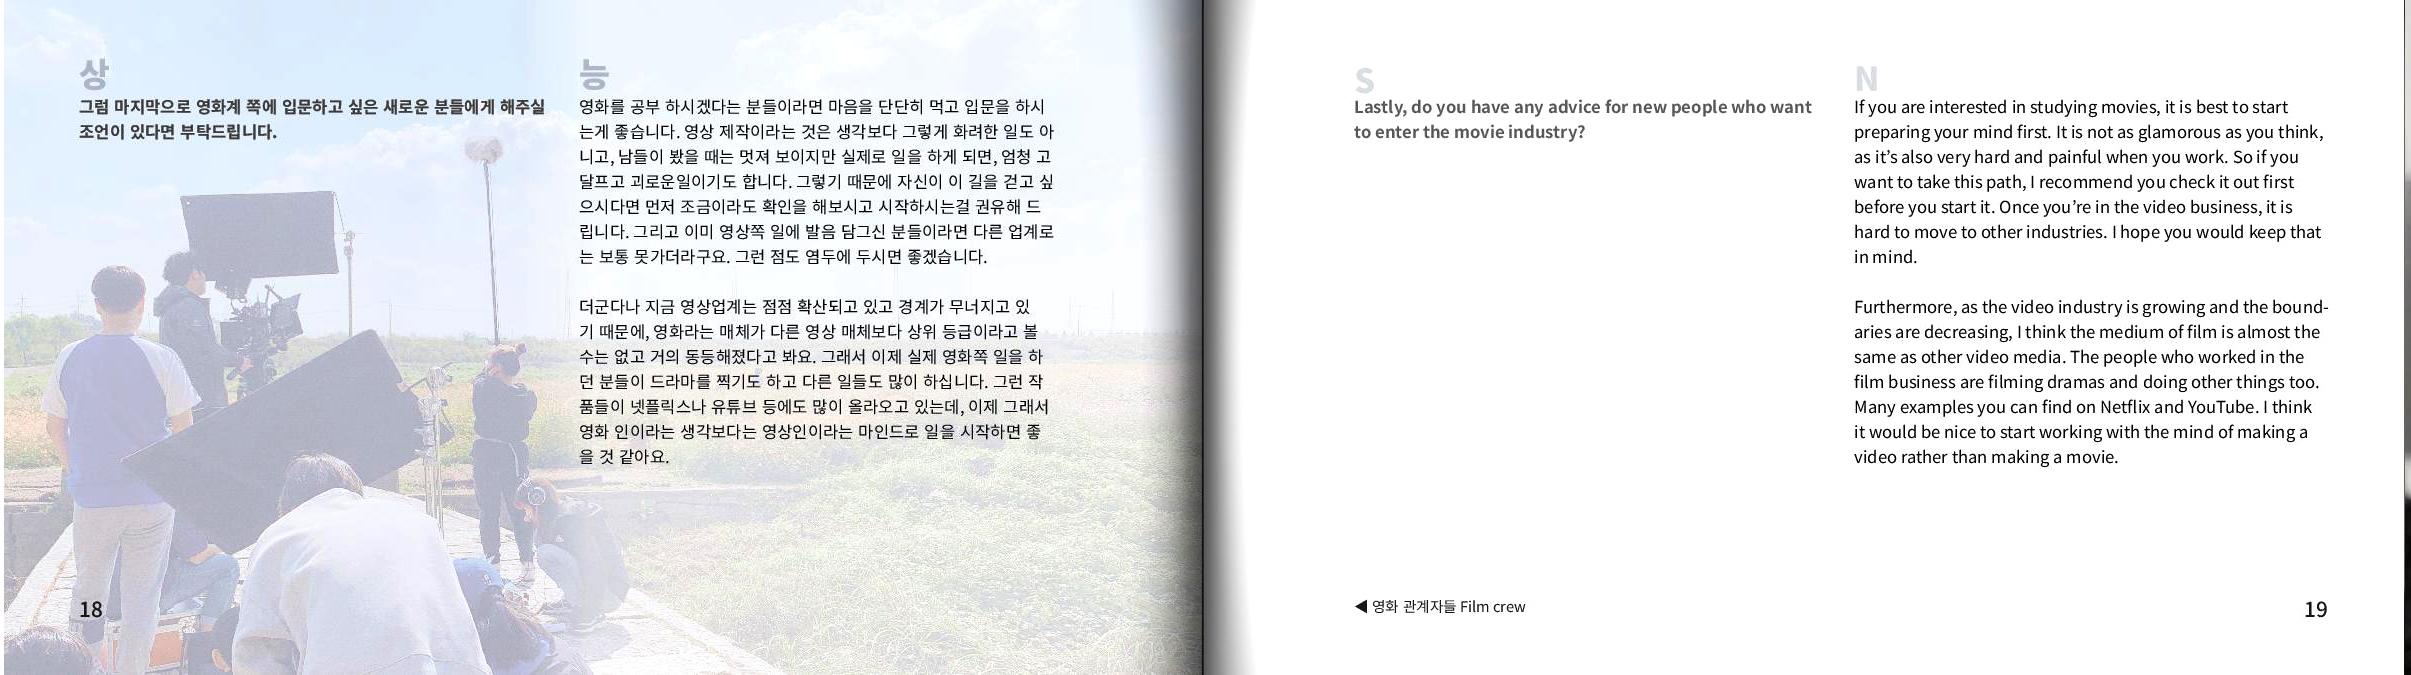 상
그럼 마지막으로 영화계 쪽에 입문하고 싶은 새로운 분들에게 해주실
조언이 있다면 부탁드립니다.
능
영화를 공부 하시겠다는 분들이라면 마음을 단단히 먹고 입문을 하시
는게 좋습니다. 영상 제작이라는 것은 생각보다 그렇게 화려한 일도 아
니고, 남들이 봤을 때는 멋져 보이지만 실제로 일을 하게 되면, 엄청 고
달프고 괴로운일이기도 합니다. 그렇기 때문에 자신이 이 길을 걷고 싶
으시다면 먼저 조금이라도 확인을 해보시고 시작하시는걸 권유해 드
립니다. 그리고 이미 영상쪽 일에 발음 담그신 분들이라면 다른 업계로
는 보통 못가더라구요. 그런 점도 염두에 두시면 좋겠습니다.
더군다나 지금 영상업계는 점점 확산되고 있고 경계가 무너지고 있
기 때문에, 영화라는 매체가 다른 영상 매체보다 상위 등급이라고 볼
수는 없고 거의 동등해졌다고 봐요. 그래서 이제 실제 영화쪽 일을 하
던 분들이 드라마를 찍기도 하고 다른 일들도 많이 하십니다. 그런 작
품들이 넷플릭스나 유튜브 등에도 많이 올라오고 있는데, 이제 그래서
영화 인이라는 생각보다는 영상인이라는 마인드로 일을 시작하면 좋
을 것 같아요.
18
S
Lastly, do you have any advice for new people who want
to enter the movie industry?
N
If you are interested in studying movies, it is best to start
preparing your mind first. It is not as glamorous as you think,
as it’s also very hard and painful when you work. So if you
want to take this path, I recommend you check it out first
before you start it. Once you’re in the video business, it is
hard to move to other industries. I hope you would keep that
in mind.
Furthermore, as the video industry is growing and the bound-
aries are decreasing, I think the medium of film is almost the
same as other video media. The people who worked in the
film business are filming dramas and doing other things too.
Many examples you can find on Netflix and YouTube. I think
it would be nice to start working with the mind of making a
video rather than making a movie.
◀ 영화 관계자들 Film crew
19